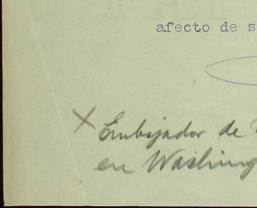 afecto de s
× Embajador de
en Washing